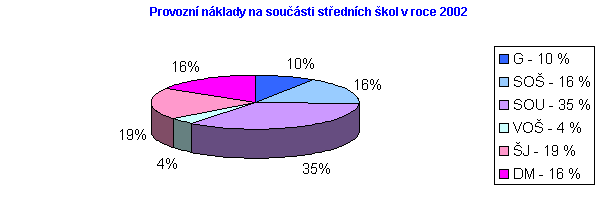 Provozní náklady na součásti středních škol v roce 2002
10%
16%
35%
4%
19%
16%
G - 10 %
SOŠ - 16 %
SOU - 35 %
VOŠ - 4 %
ŠJ - 19 %
DM - 16 %